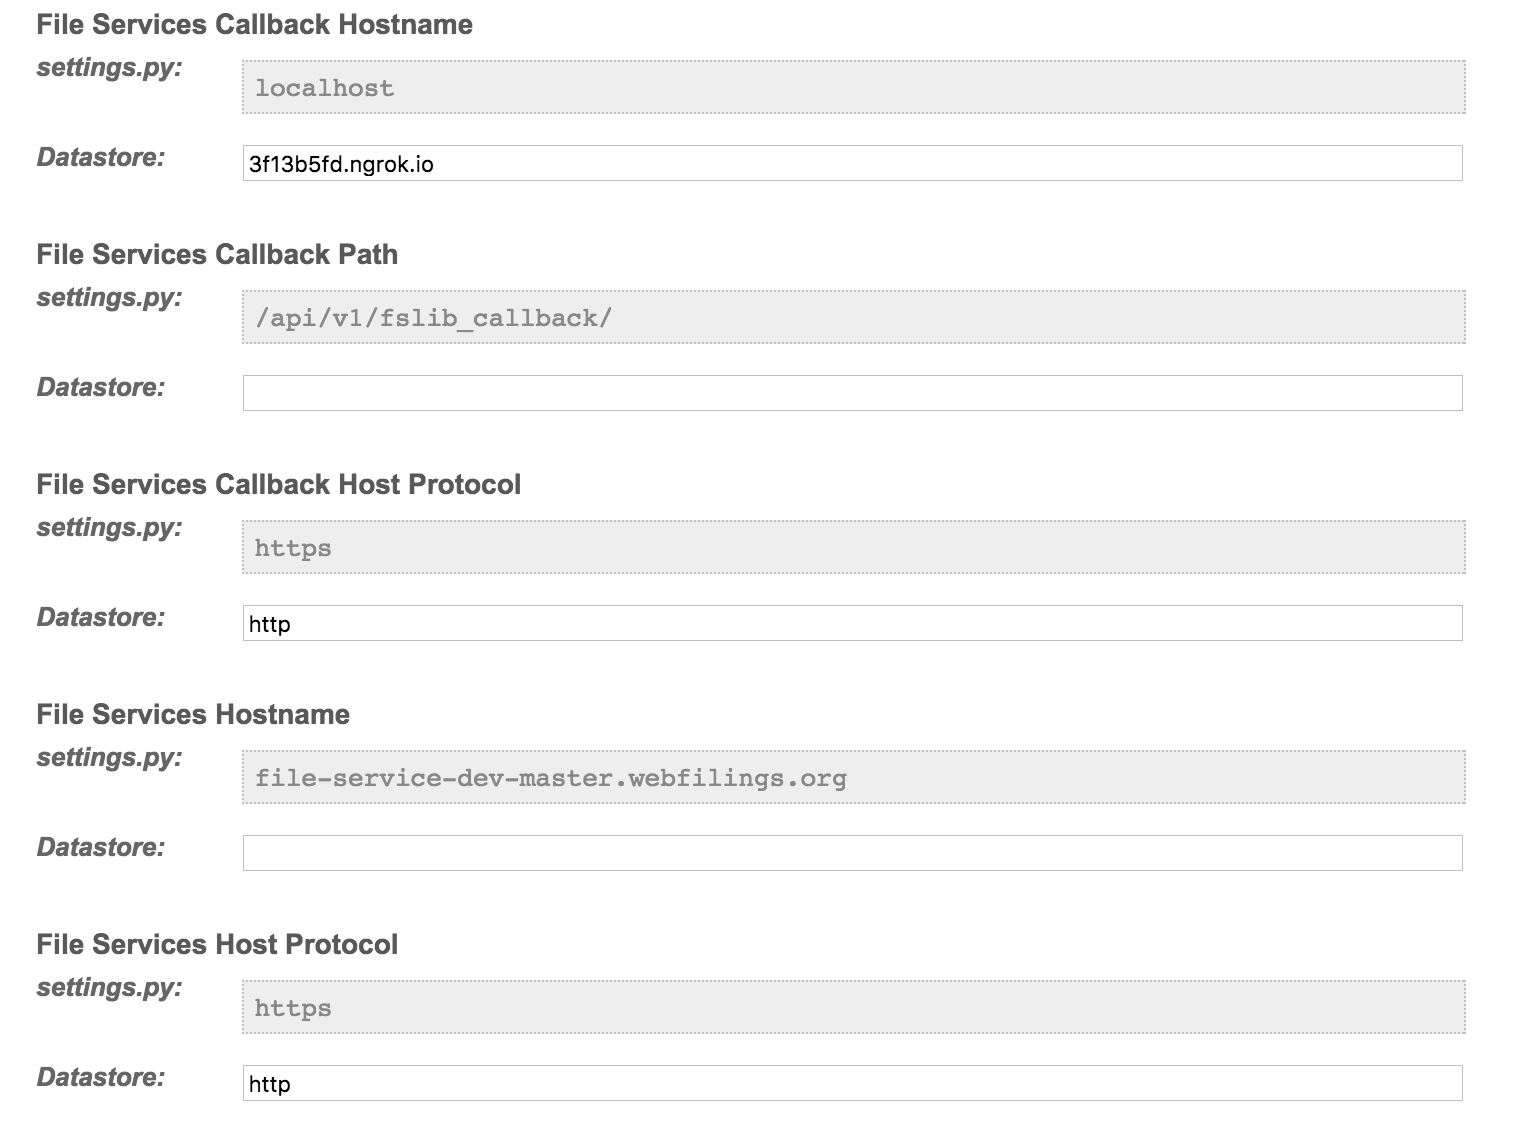 File Services Callback Hostname
settings.py:
localhost
Datastore:
3f13b5fd.ngrok.io
File Services Callback Path
settings.py:
/api/v1/fslib_callback/
Datastore:
File Services Callback Host Protocol
settings.py:
https
Datastore:
http
File Services Hostname
settings.py:
file-service-dev-master.webfilings.org
Datastore:
File Services Host Protocol
settings.py:
https
Datastore:
http